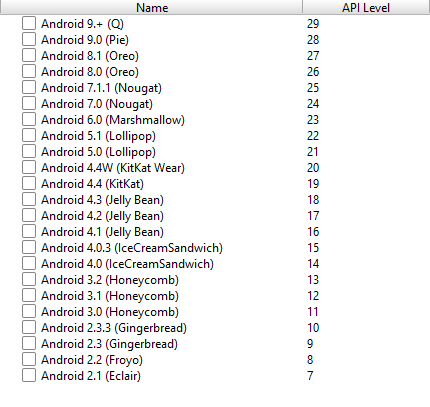 Name API Level
Android 9.+ (Q) 29
Android 9.0 (Pie) 28
Android 8.1 (Oreo) 27
Android 8.0 (Oreo) 26
Android 7.1.1 (Nougat) 25
Android 7.0 (Nougat) 24
Android 6.0 (Marshmallow) 23
Android 5.1 (Lollipop) 22
Android 5.0 (Lollipop) 21
Android 4.4W (KitKat Wear) 20
Android 4.4 (KitKat) 19
Android 4.3 (Jelly Bean) 18
Android 4.2 (Jelly Bean) 17
Android 4.1 (Jelly Bean) 16
Android 4.0.3 (IceCreamSandwich) 15
Android 4.0 (IceCreamSandwich) 14
Android 3.2 (Honeycomb) 13
Android 3.1 (Honeycomb) 12
Android 3.0 (Honeycomb) 11
Android 2.3.3 (Gingerbread) 10
Android 2.3 (Gingerbread) 9
Android 2.2 (Froyo) 8
Android 2.1 (Eclair) 7